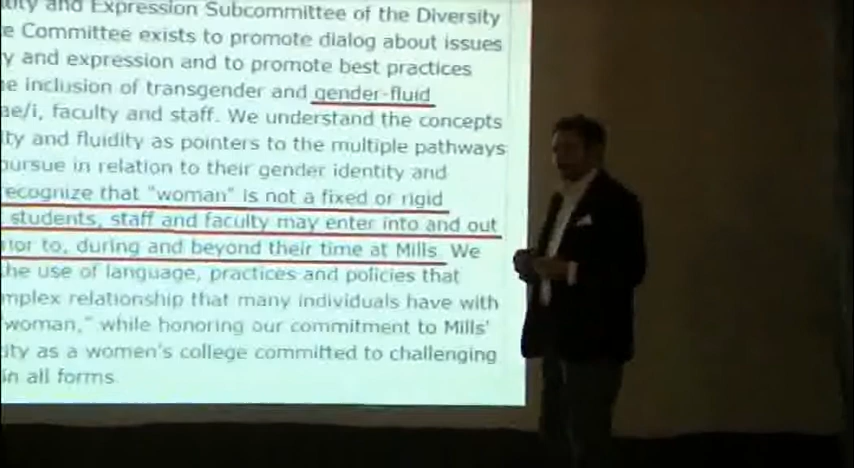 and Expression Subcommittee of the Diversity
e Committee exists to promote dialog about issues
y and expression and to promote best practices
e inclusion of transgender and gender-fluid
ae/i, faculty and staff. We understand the concepts
ity and fluidity as pointers to the multiple pathways
pursue in relation to their gender identity and
ecognize that "woman" is not a fixed or rigid
students, staff and faculty may enter into and out
ior to, during and beyond their time at Mills. We
he use of language, practices and policies that
mplex relationship that many individuals have with
"woman," while honoring our commitment to Mills'
ity as a women's college committed to challenging
in all forms.